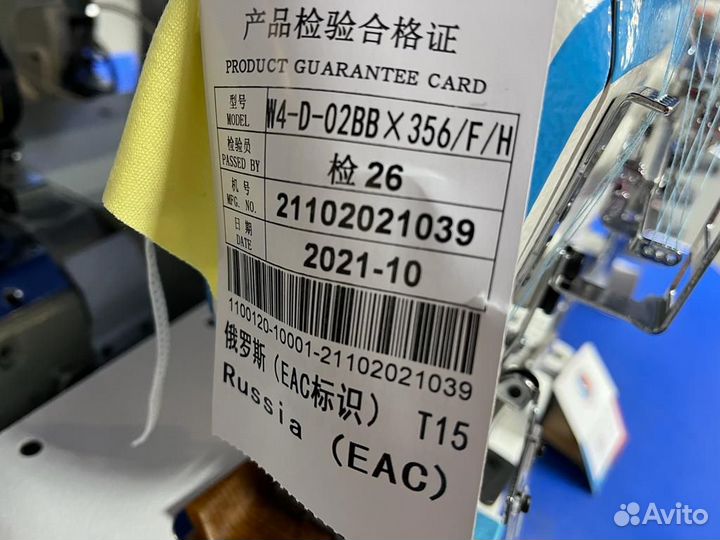 产品检验合格证
PRODUCT GUARANTEE CARD
型号
MODEL
W4-D-02BB×356/F/H
检验员
PASSED BY
检 26
机 号
MFG. NO.
21102021039
日 期
DATE
2021-10
1100120-10001-21102021039
俄罗斯（EAC标识） T15
Russia （EAC）
Avito